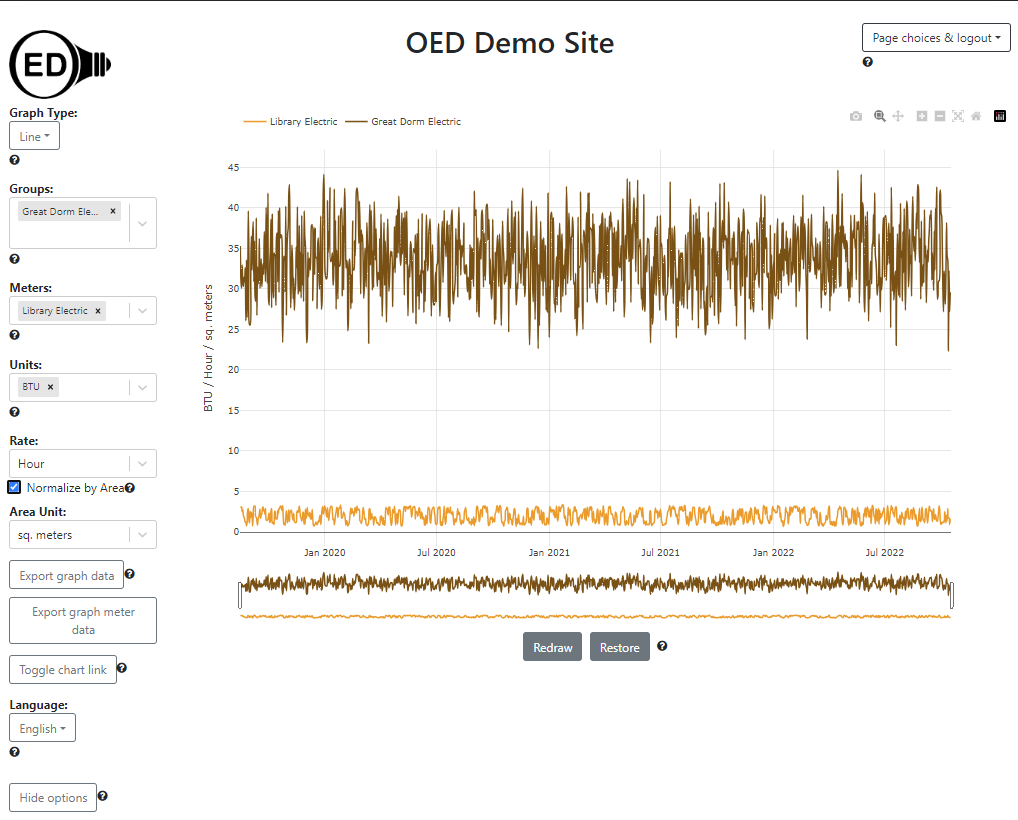 OED Demo Site
Page choices & logout
ED
Graph Type:
Line
Groups:
Great Dorm Ele... ×
Meters:
Library Electric ×
Units:
BTU ×
Rate:
Hour
Normalize by Area
Area Unit:
sq. meters
Export graph data
Export graph meter
data
Toggle chart link
Language:
English
Hide options
Library Electric
Great Dorm Electric
BTU / Hour / sq. meters
45
40
35
30
25
20
15
10
5
0
Jan 2020
Jul 2020
Jan 2021
Jul 2021
Jan 2022
Jul 2022
Redraw
Restore